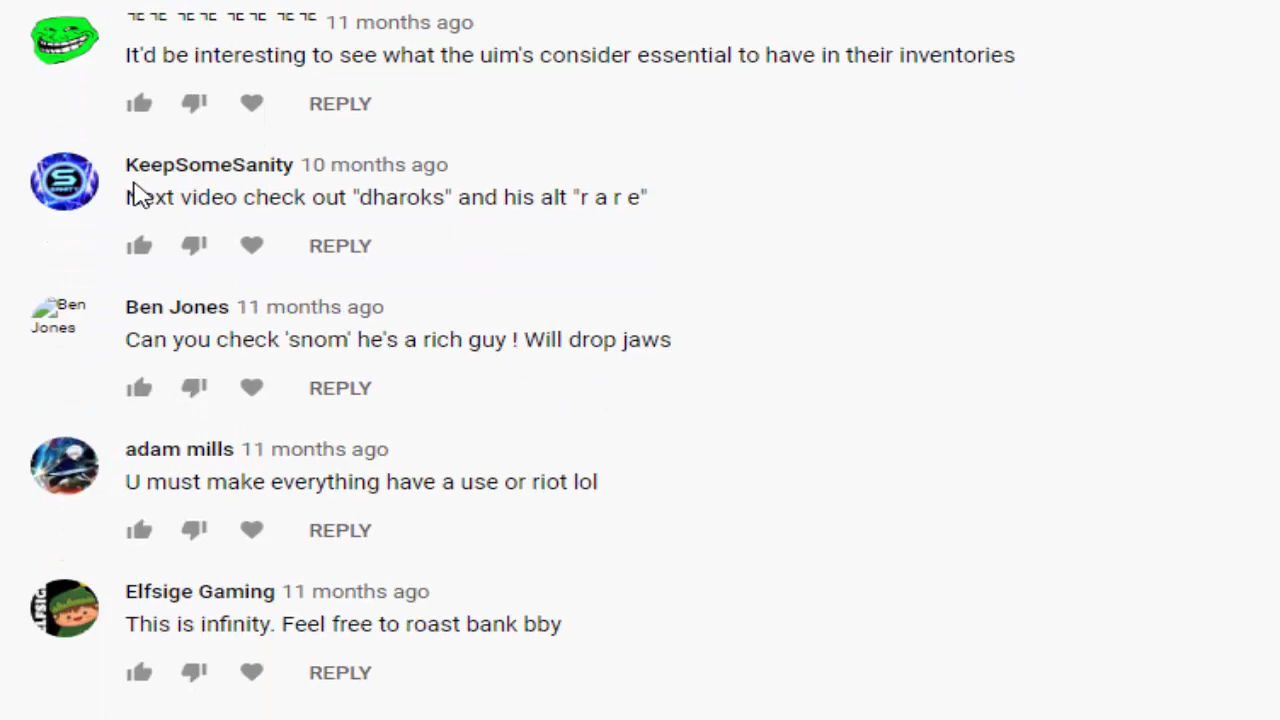 11 months ago
It'd be interesting to see what the uim's consider essential to have in their inventories
REPLY
KeepSomeSanity 10 months ago
Next video check out "dharoks" and his alt "r a r e"
REPLY
Ben Jones
Ben Jones 11 months ago
Can you check 'snom' he's a rich guy ! Will drop jaws
REPLY
adam mills 11 months ago
U must make everything have a use or riot lol
REPLY
Elfsige Gaming 11 months ago
This is infinity. Feel free to roast bank bby
REPLY